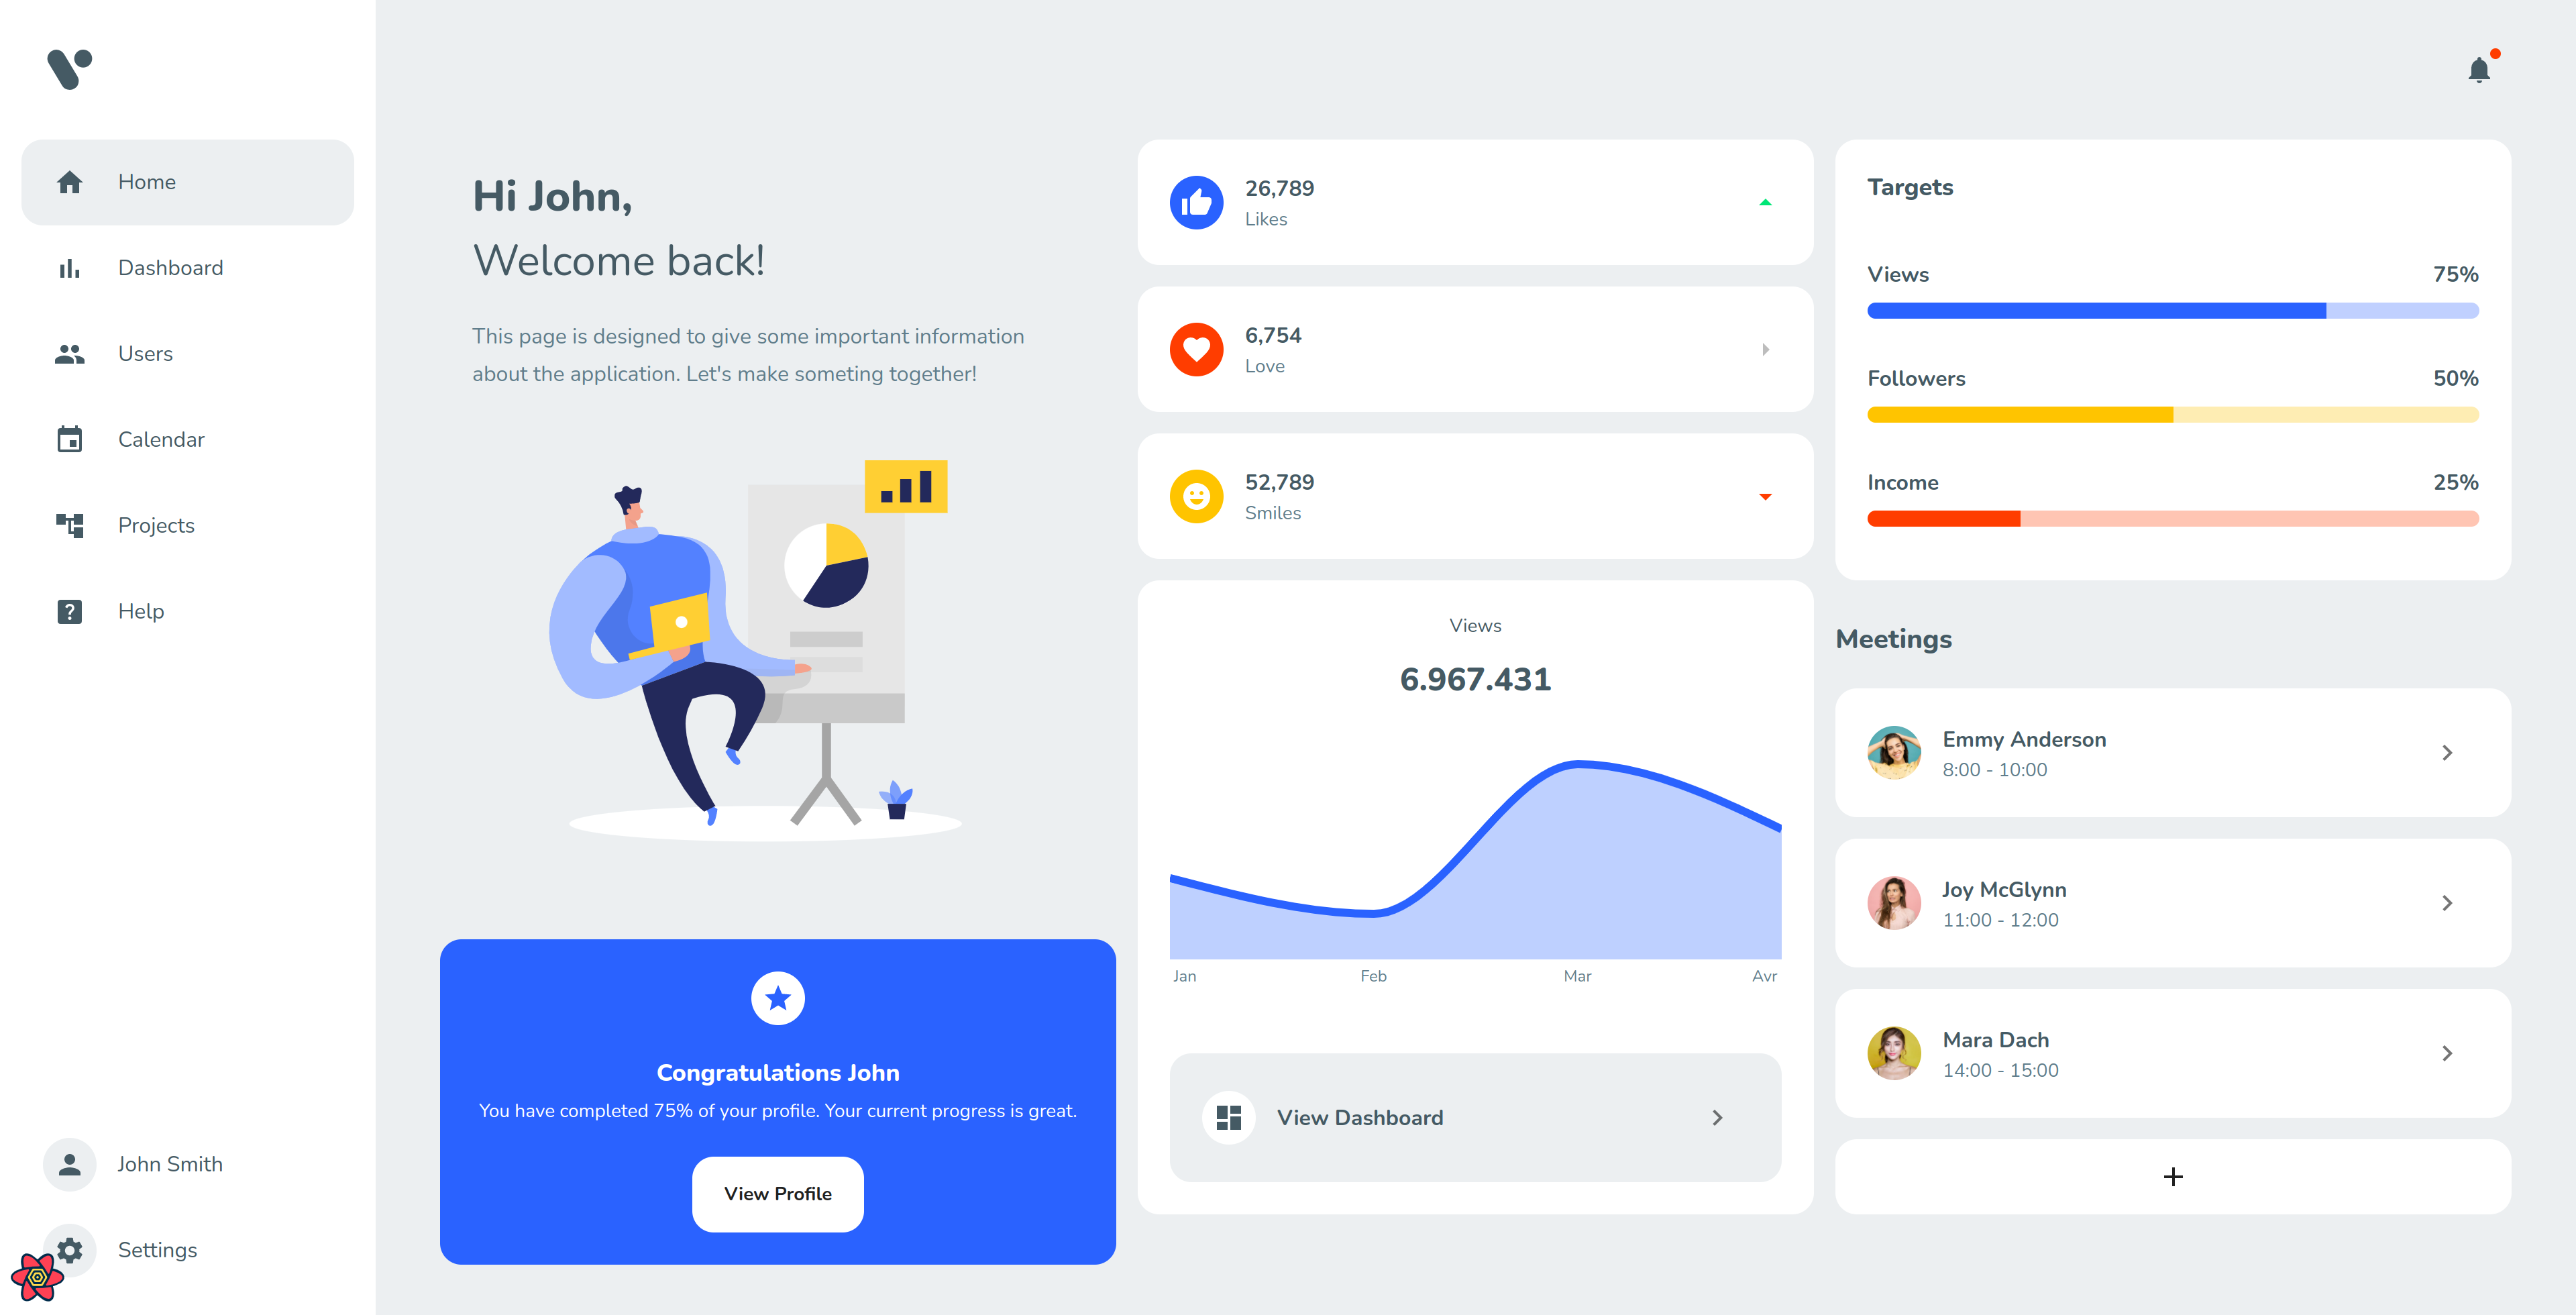 Home
Dashboard
Users
Calendar
Projects
Help
John Smith
Settings
Hi John,
Welcome back!
This page is designed to give some important information
about the application. Let's make someting together!
Congratulations John
You have completed 75% of your profile. Your current progress is great.
View Profile
26,789
Likes
6,754
Love
52,789
Smiles
Views
6.967.431
Jan Feb Mar Avr
View Dashboard
Targets
Views 75%
Followers 50%
Income 25%
Meetings
Emmy Anderson
8:00 - 10:00
Joy McGlynn
11:00 - 12:00
Mara Dach
14:00 - 15:00